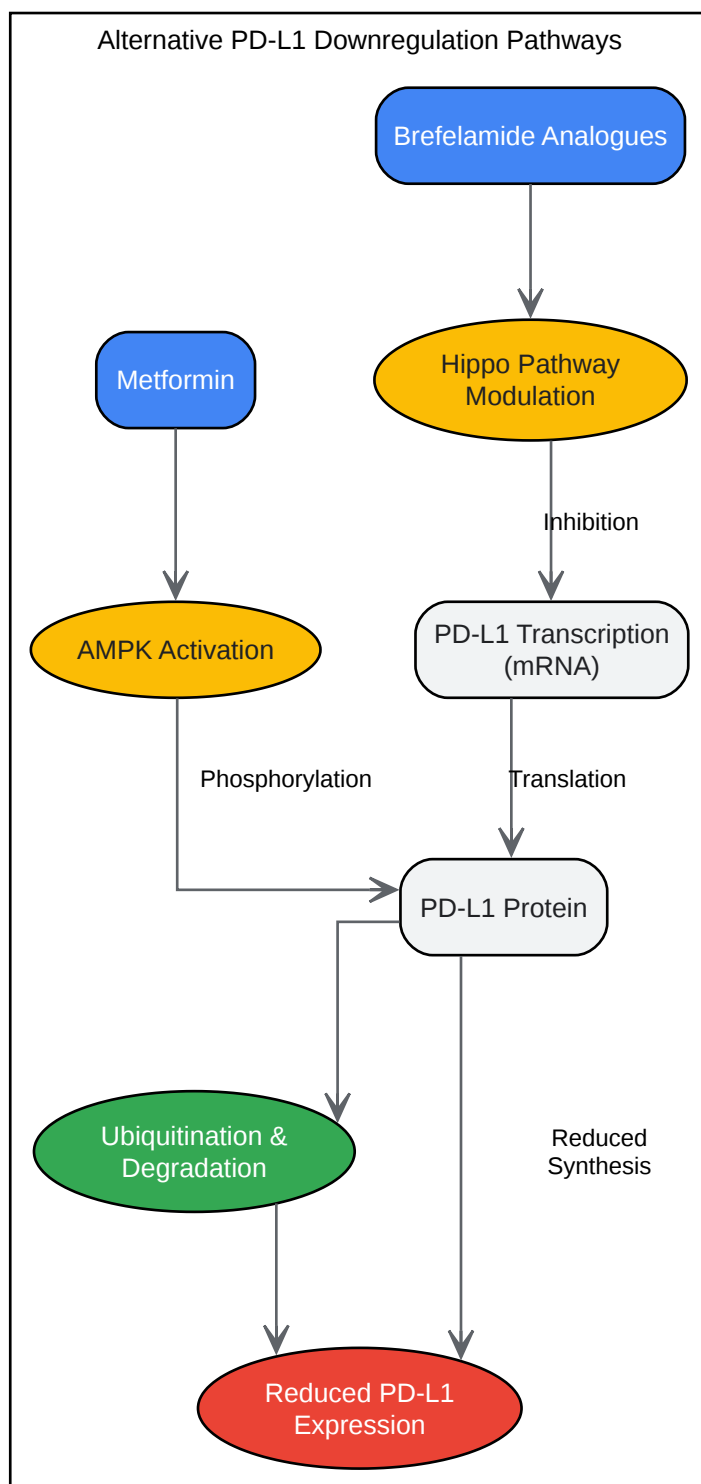 Alternative PD-L1 Downregulation Pathways
Brefelamide Analogues
Hippo Pathway
Modulation
Metformin
Inhibition
AMPK Activation
PD-L1 Transcription
(mRNA)
Phosphorylation
Translation
PD-L1 Protein
Ubiquitination &
Degradation
Reduced
Synthesis
Reduced PD-L1
Expression